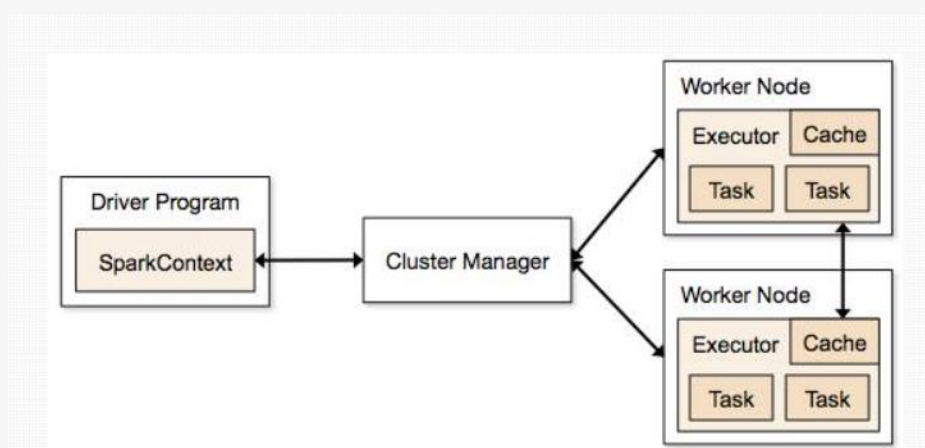 Driver Program
SparkContext
Cluster Manager
Worker Node
Executor
Cache
Task
Task
Worker Node
Executor
Cache
Task
Task